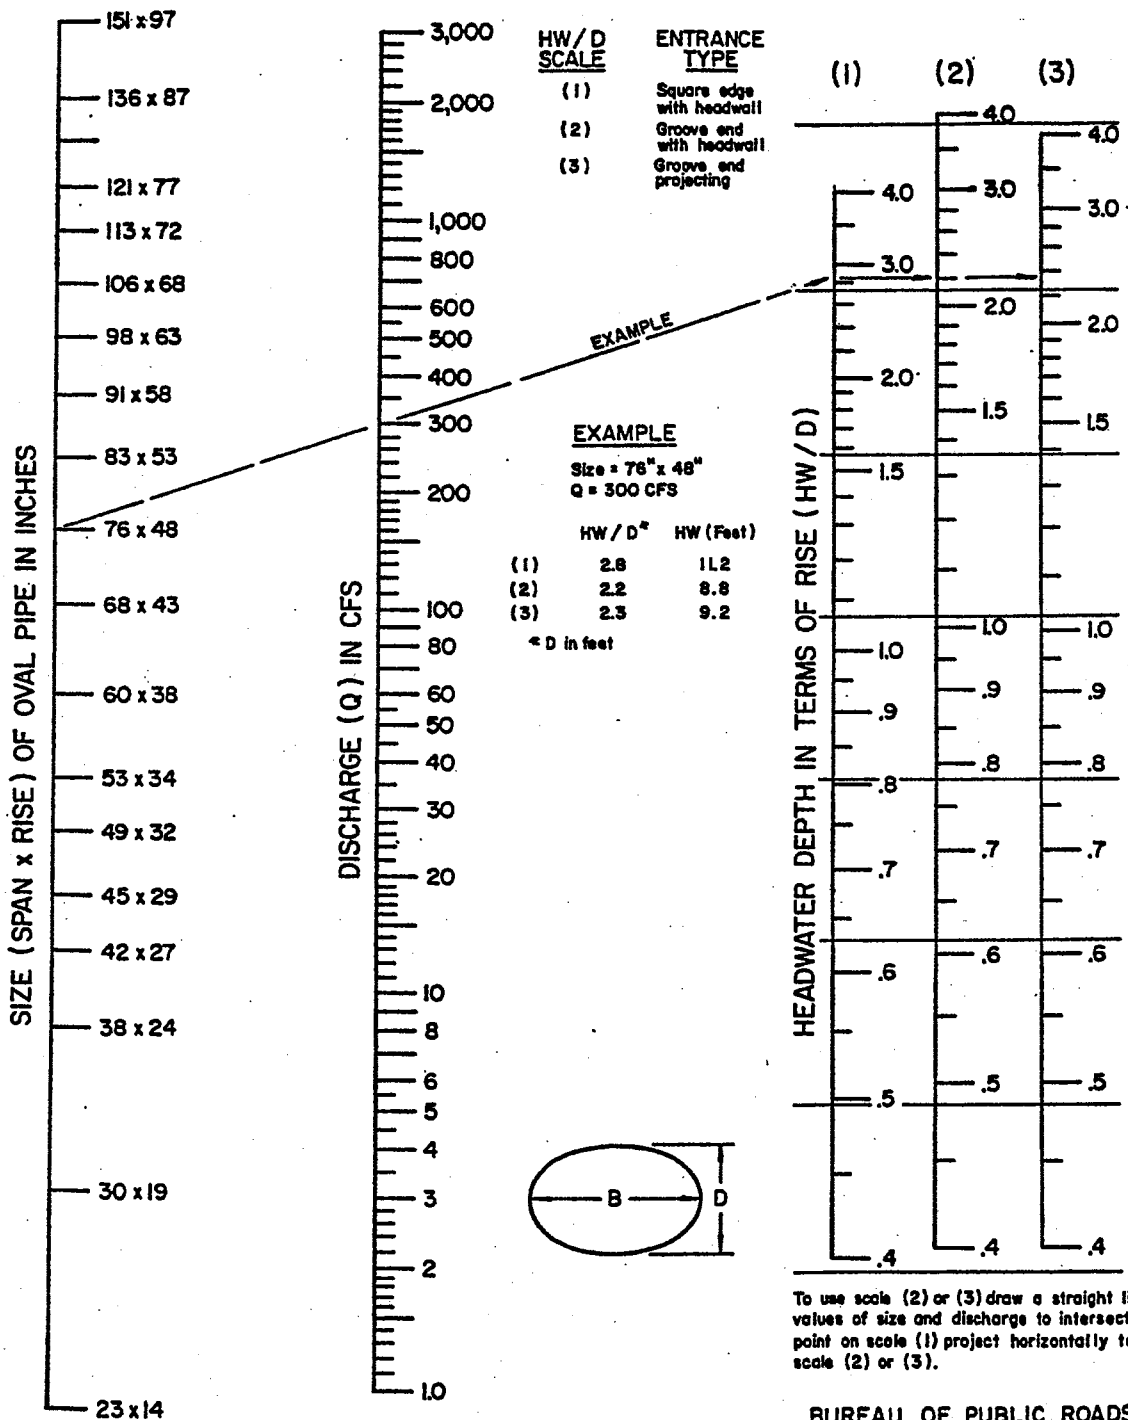 SIZE (SPAN x RISE) OF OVAL PIPE IN INCHES
151 x 97
136 x 87
121 x 77
113 x 72
106 x 68
98 x 63
91 x 58
83 x 53
76 x 48
68 x 43
60 x 38
53 x 34
49 x 32
45 x 29
42 x 27
38 x 24
30 x 19
23 x 14
DISCHARGE (Q) IN CFS
3,000
2,000
1,000
800
600
500
400
300
200
100
80
60
50
40
30
20
10
8
6
5
4
3
2
1.0
HW/D SCALE
ENTRANCE TYPE
(1) Square edge
with headwall
(2) Groove end
with headwall
(3) Groove end
projecting
EXAMPLE
EXAMPLE
Size = 76" x 48"
Q = 300 CFS
HW/D* HW (Feet)
(1) 2.8 11.2
(2) 2.2 8.8
(3) 2.3 9.2
* D in feet
B
D
HEADWATER DEPTH IN TERMS OF RISE (HW/D)
(1)
4.0
3.0
2.0
1.5
1.0
.9
.8
.7
.6
.5
.4
(2)
4.0
3.0
2.0
1.5
1.0
.9
.8
.7
.6
.5
.4
(3)
4.0
3.0
2.0
1.5
1.0
.9
.8
.7
.6
.5
.4
To use scale (2) or (3) draw a straight
values of size and discharge to intersect
point on scale (1) project horizontally
scale (2) or (3).
BUREAU OF PUBLIC ROADS